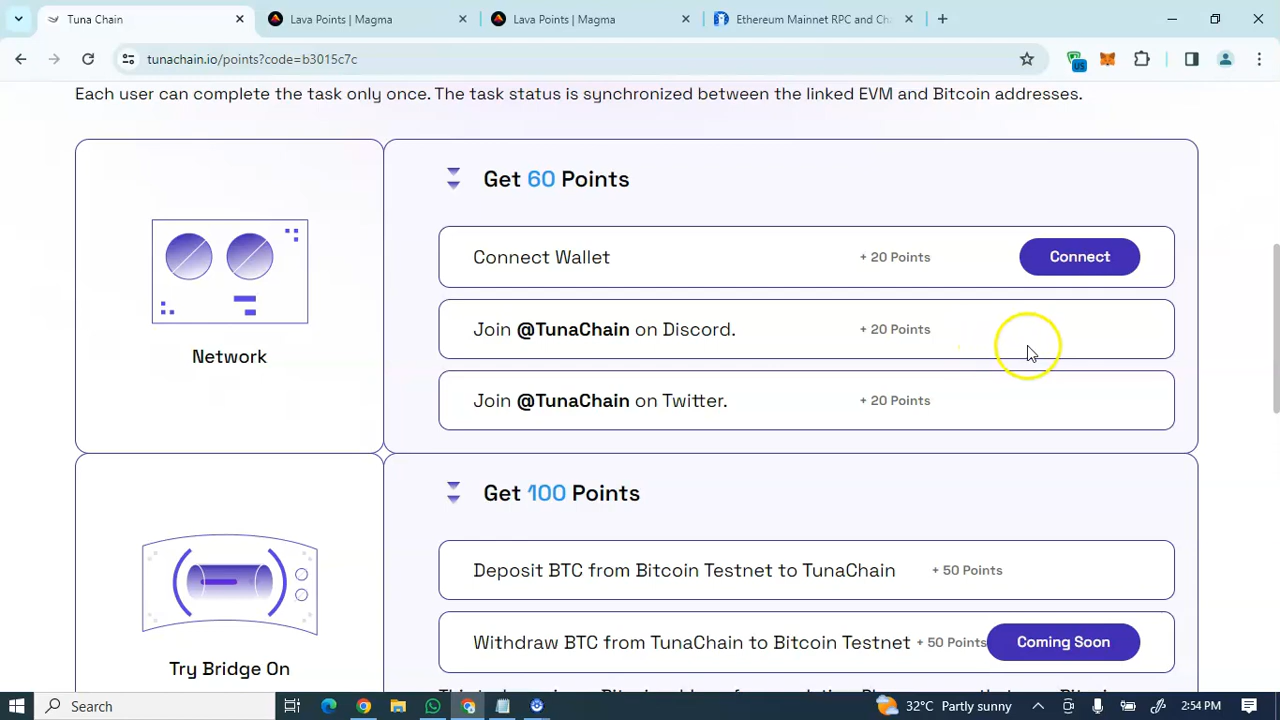 Tuna Chain
Lava Points | Magma
Lava Points | Magma
Ethereum Mainnet RPC and Cha
tunachain.io/points?code=b3015c7c
US
Each user can complete the task only once. The task status is synchronized between the linked EVM and Bitcoin addresses.
Network
Get 60 Points
Connect Wallet + 20 Points Connect
Join @TunaChain on Discord. + 20 Points
Join @TunaChain on Twitter. + 20 Points
Try Bridge On
Get 100 Points
Deposit BTC from Bitcoin Testnet to TunaChain + 50 Points
Withdraw BTC from TunaChain to Bitcoin Testnet + 50 Points Coming Soon
Search
32°C Partly sunny
2:54 PM